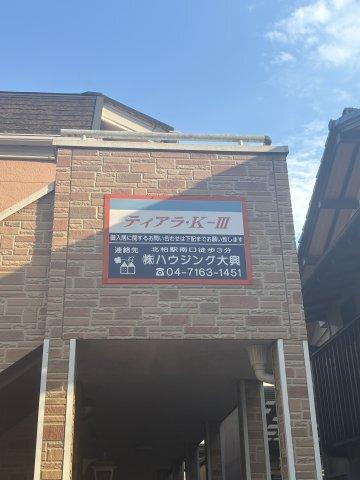 ティアラ・K-Ⅲ
御入居に関するお問い合わせは下記までお願い致します
連絡先 北柏駅南口徒歩3分
㈱ハウジング大興
☎04-7163-1451